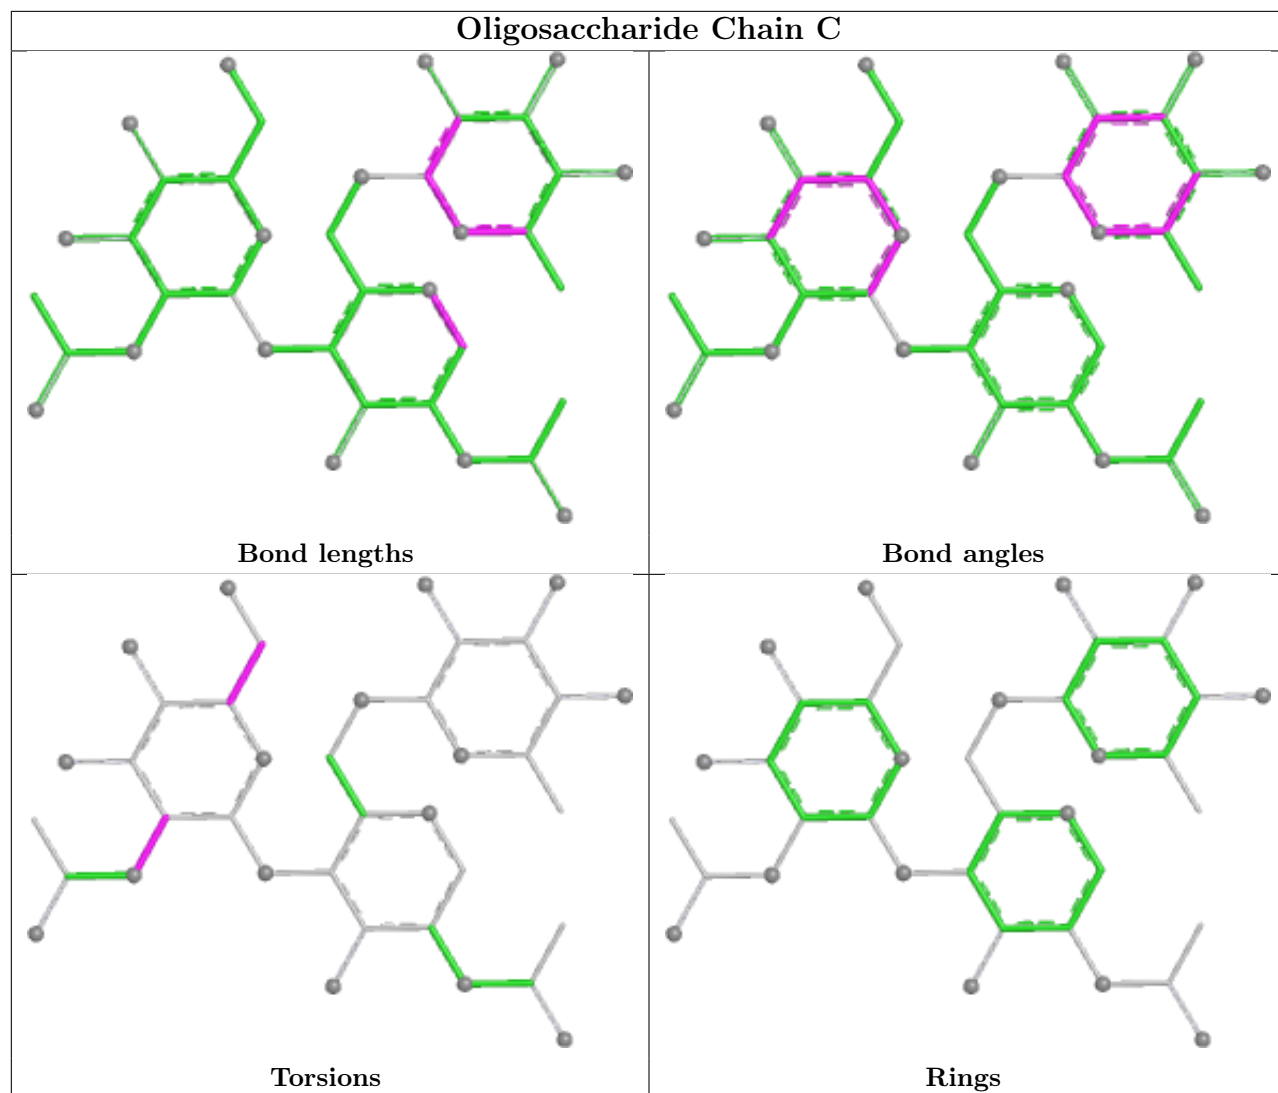 Oligosaccharide Chain C
Bond lengths
Bond angles
Torsions
Rings